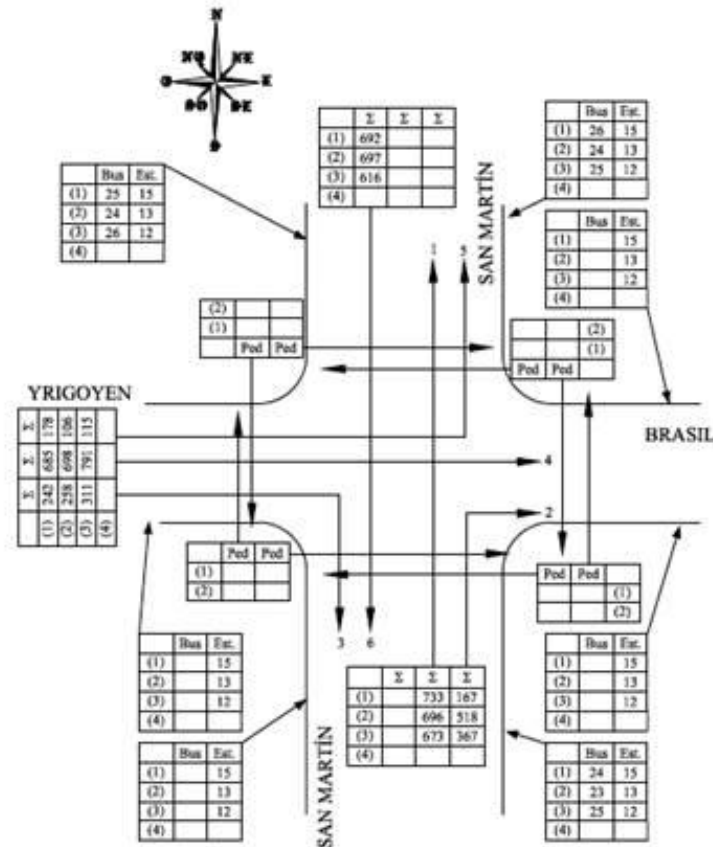 N
NO NE
O E
SO SE
S
Σ Σ Σ
(1) 692
(2) 697
(3) 616
(4)
Bus Est.
(1) 26 15
(2) 24 13
(3) 25 12
(4)
Bus Est.
(1) 25 15
(2) 24 13
(3) 26 12
(4)
Bus Est.
(1) 15
(2) 13
(3) 12
(4)
SAN MARTÍN
1 5
(2)
(1)
Ped Ped
(2)
(1)
Ped Ped
YRIGOYEN
BRASIL
Σ 178 106 115
Σ 685 698 791
Σ 242 258 311
(1) (2) (3) (4)
4
2
Ped Ped
(1)
(2)
Ped Ped
(1)
(2)
3 6
Bus Est.
(1) 15
(2) 13
(3) 12
(4)
Bus Est.
(1) 15
(2) 13
(3) 12
(4)
Σ Σ Σ
(1) 733 167
(2) 696 518
(3) 673 367
(4)
Bus Est.
(1) 15
(2) 13
(3) 12
(4)
Bus Est.
(1) 24 15
(2) 23 13
(3) 25 12
(4)
SAN MARTÍN